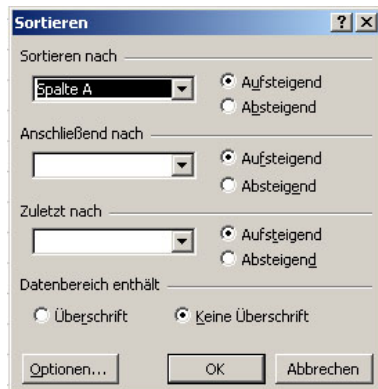 Sortieren
Sortieren nach
Spalte A
Aufsteigend
Absteigend
Anschließend nach
Aufsteigend
Absteigend
Zuletzt nach
Aufsteigend
Absteigend
Datenbereich enthält
Überschrift Keine Überschrift
Optionen... OK Abbrechen